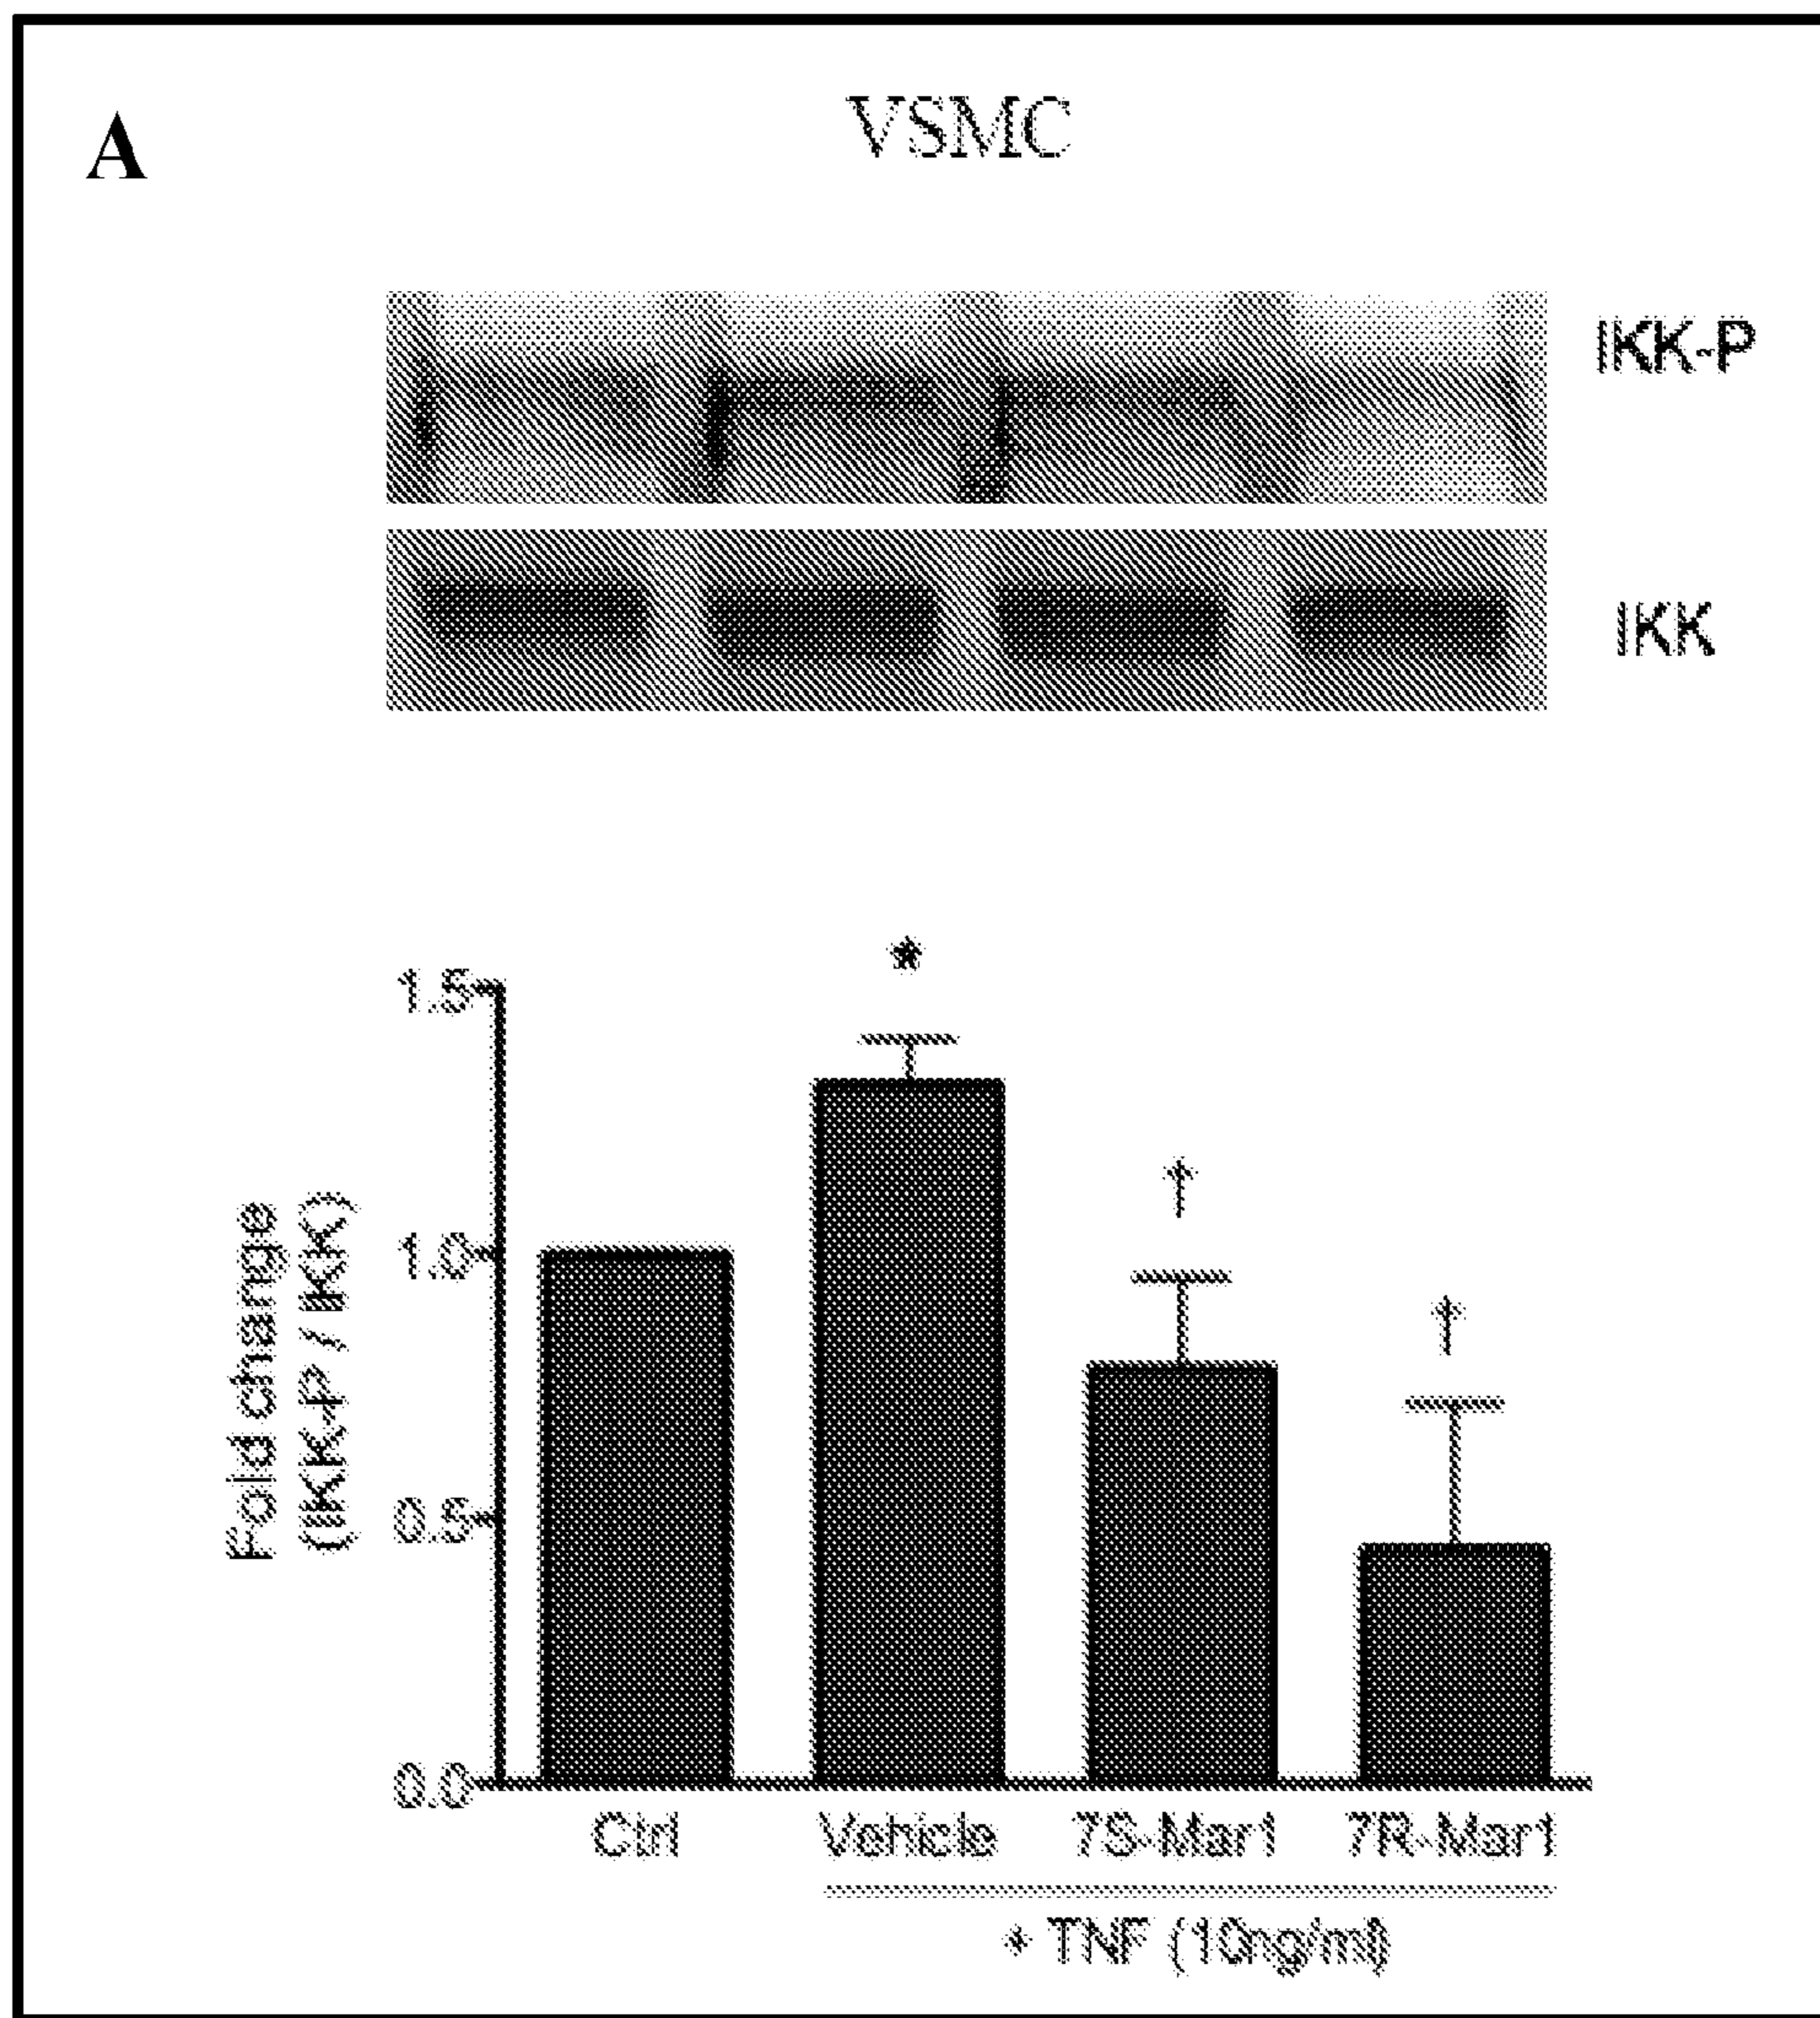 A
VSMC
IKK-P
IKK
*
†
†
1.5
1.0
0.5
0.0
Fold change
(IKK-P / IKK)
Ctrl Vehicle 7S-Mar1 7R-Mar1
+ TNF (10ng/ml)